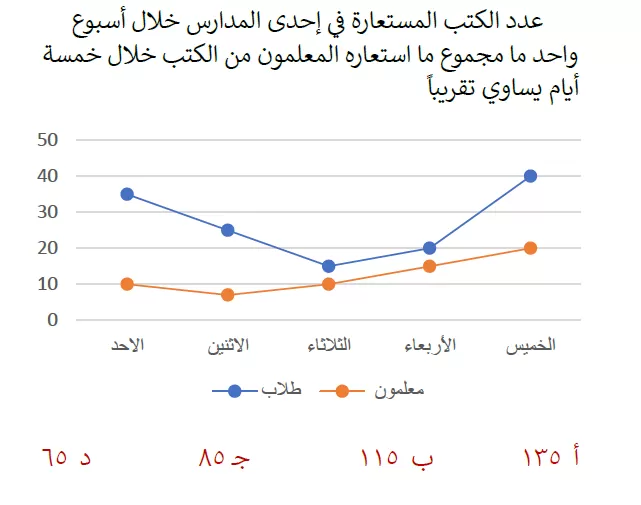 عدد الكتب المستعارة في إحدى المدارس خلال أسبوع
واحد ما مجموع ما استعاره المعلمون من الكتب خلال خمسة
أيام يساوي تقريباً
50
40
30
20
10
0
الاحد الاثنين الثلاثاء الأربعاء الخميس
طلاب معلمون
أ ١٣٥ ب ١١٥ جـ ٨٥ د ٦٥